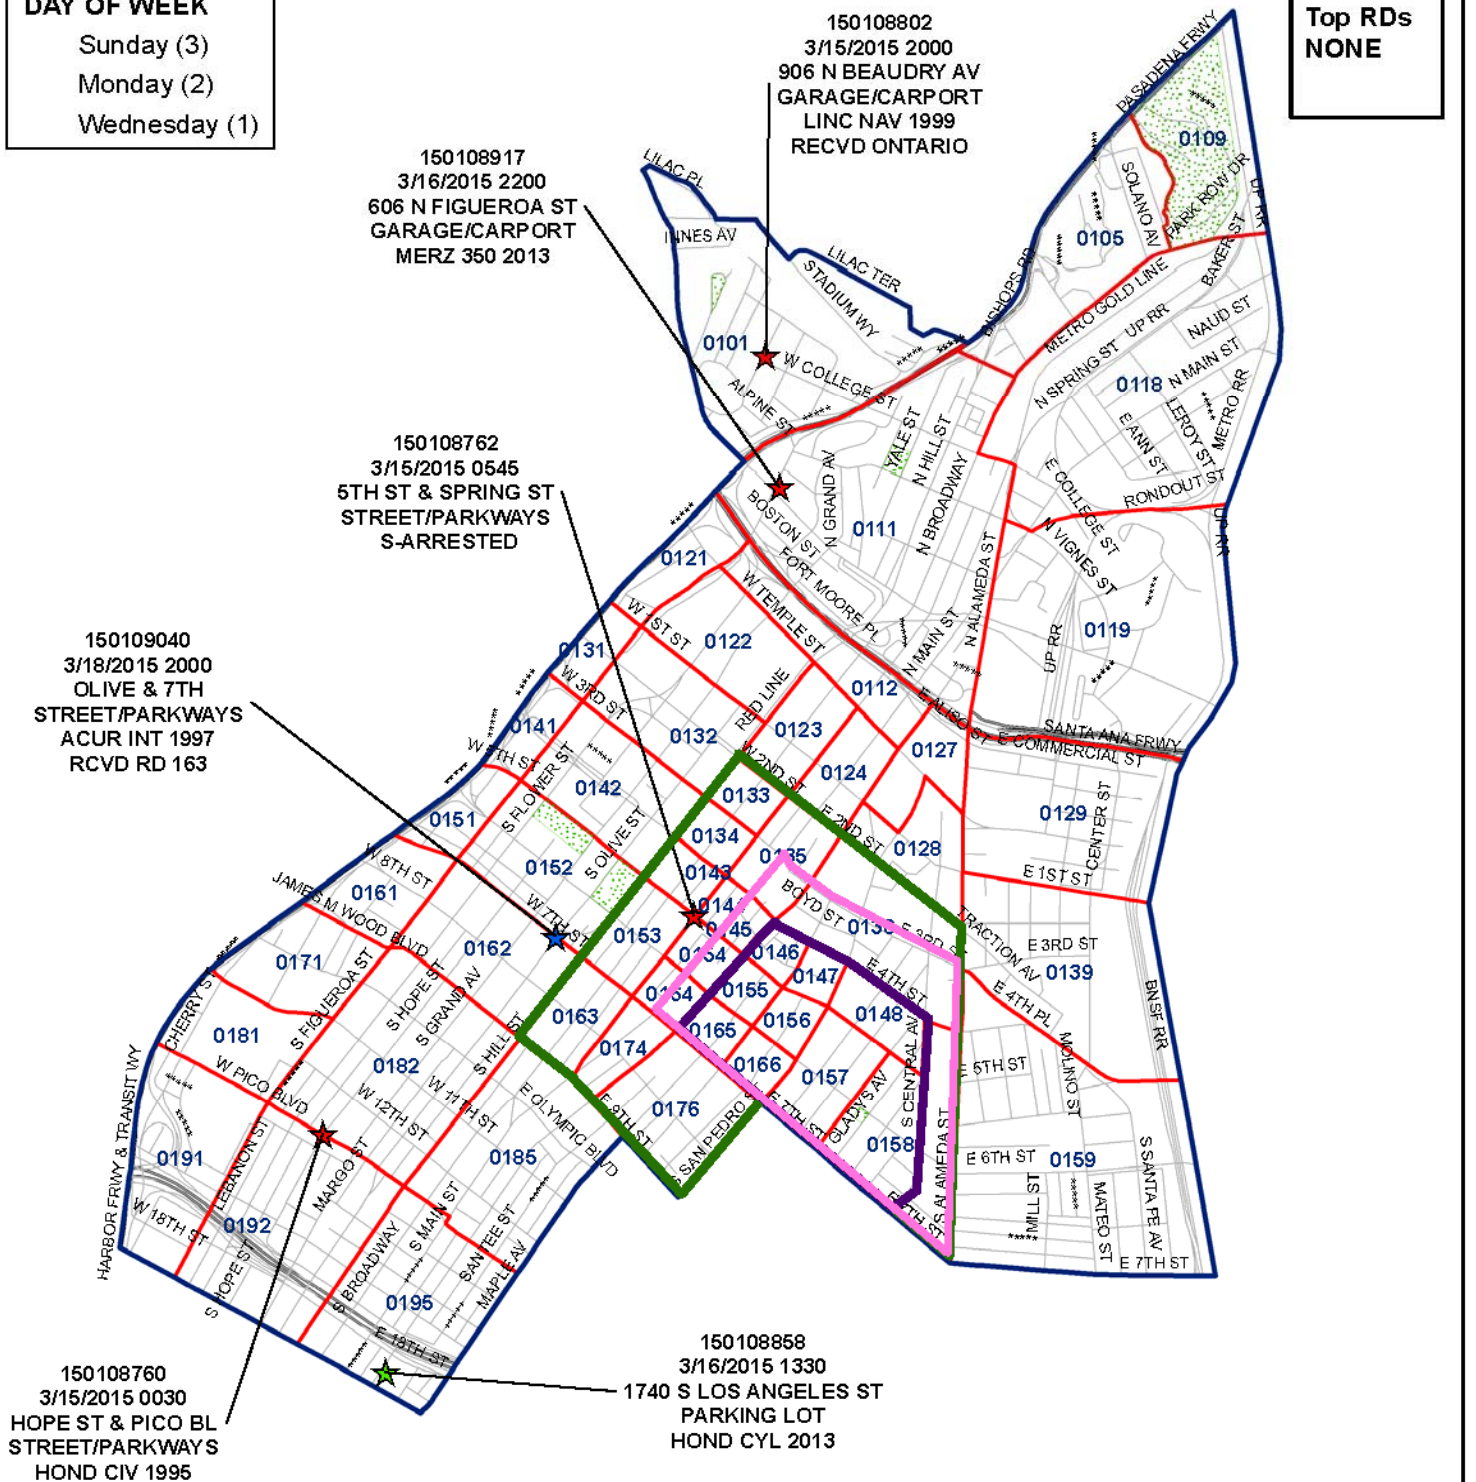 DAY OF WEEK
Sunday (3)
Monday (2)
Wednesday (1)
Top RDs
NONE
150108802
3/15/2015 2000
906 N BEAUDRY AV
GARAGE/CARPORT
LINC NAV 1999
RECVD ONTARIO
150108917
3/16/2015 2200
606 N FIGUEROA ST
GARAGE/CARPORT
MERZ 350 2013
150108762
3/15/2015 0545
5TH ST & SPRING ST
STREET/PARKWAYS
S-ARRESTED
150109040
3/18/2015 2000
OLIVE & 7TH
STREET/PARKWAYS
ACUR INT 1997
RCVD RD 163
150108760
3/15/2015 0030
HOPE ST & PICO BL
STREET/PARKWAYS
HOND CIV 1995
150108858
3/16/2015 1330
1740 S LOS ANGELES ST
PARKING LOT
HOND CYL 2013
PASADENA FRWY
*****
0109
*****
SOLANO AV
PARK ROW DR
UP RR
*****
0105
*****
BAKER ST
LILAC PL
INNES AV
LILAC TER
STADIUM WY
BISHOPS RD
METRO GOLD LINE
0101
W COLLEGE ST
*****
*****
ALPINE ST
*****
N SPRING ST
UP RR
NAUD ST
0118
N MAIN ST
METRO RR
*****
LEROY ST
E ANN ST
YALE ST
N HILL ST
N BROADWAY
N GRAND AV
BOSTON ST
0111
E COLLEGE ST
RONDOUT ST
UP RR
N VIGNES ST
*****
*****
0121
FORT MOORE PL
W TEMPLE ST
N ALAMEDA ST
N MAIN ST
*****
*****
0119
UP RR
*****
W 1ST ST
0122
0131
W 3RD ST
RED LINE
0112
*****
E ALISO ST
SANTA ANA FRWY
E COMMERCIAL ST
0141
*****
0132
0123
0127
W 5TH ST
*****
*****
S FLOWER ST
0142
W 2ND ST
0124
0133
0129
CENTER ST
0151
S OLIVE ST
0134
E 2ND ST
0128
0135
W 8TH ST
0152
0143
E 1ST ST
JAMES M WOOD BLVD
0161
W 7TH ST
BOYD ST
E 3RD
TRACTION AV
*****
0162
0153
0146
E 3RD ST
0171
0147
E 4TH ST
0139
CHERRY ST
S FIGUEROA ST
S HOPE ST
S GRAND AV
0155
0148
E 4TH PL
BNSF RR
0181
0163
0165
0156
S HILL ST
0174
S CENTRAL AV
0182
0166
0157
E 5TH ST
MOLINO ST
W PICO BLVD
*****
*****
W 11TH ST
W 12TH ST
E OLYMPIC BLVD
0176
E 7TH ST
GLADYS AV
E 9TH ST
S SAN PEDRO
*****
HARBOR FRWY & TRANSIT WY
0191
LEBANON ST
MARGO ST
0185
0158
S ALAMEDA ST
E 6TH ST
0159
S SANTA FE AV
*****
MILL ST
*****
MATEO ST
W 18TH ST
0192
S HOPE ST
S BROADWAY
S MAIN ST
SANTEE ST
MAPLE AV
*****
*****
*****
E 7TH ST
0195
E 18TH ST
*****